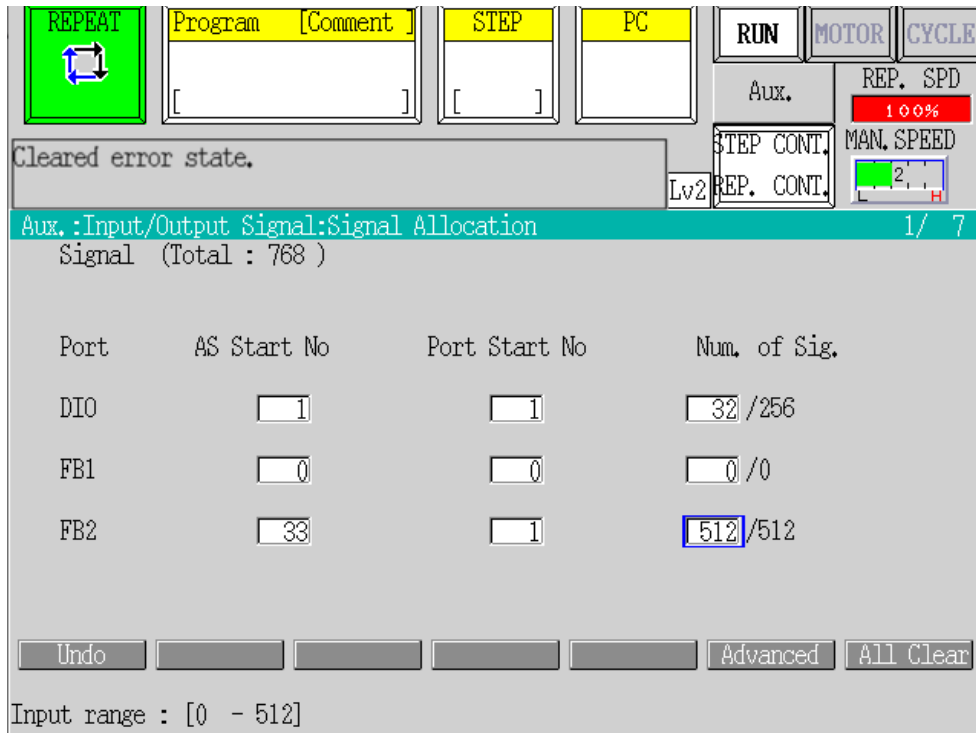 REPEAT Program [Comment ] STEP PC RUN MOTOR CYCLE
[ ] [ ] Aux. REP. SPD
100%
Cleared error state. STEP CONT. MAN.SPEED
Lv2 REP. CONT. 2
L H
Aux.:Input/Output Signal:Signal Allocation 1/ 7
Signal (Total : 768 )
Port AS Start No Port Start No Num. of Sig.
DIO 1 1 32 /256
FB1 0 0 0 /0
FB2 33 1 512 /512
Undo Advanced All Clear
Input range : [0 - 512]